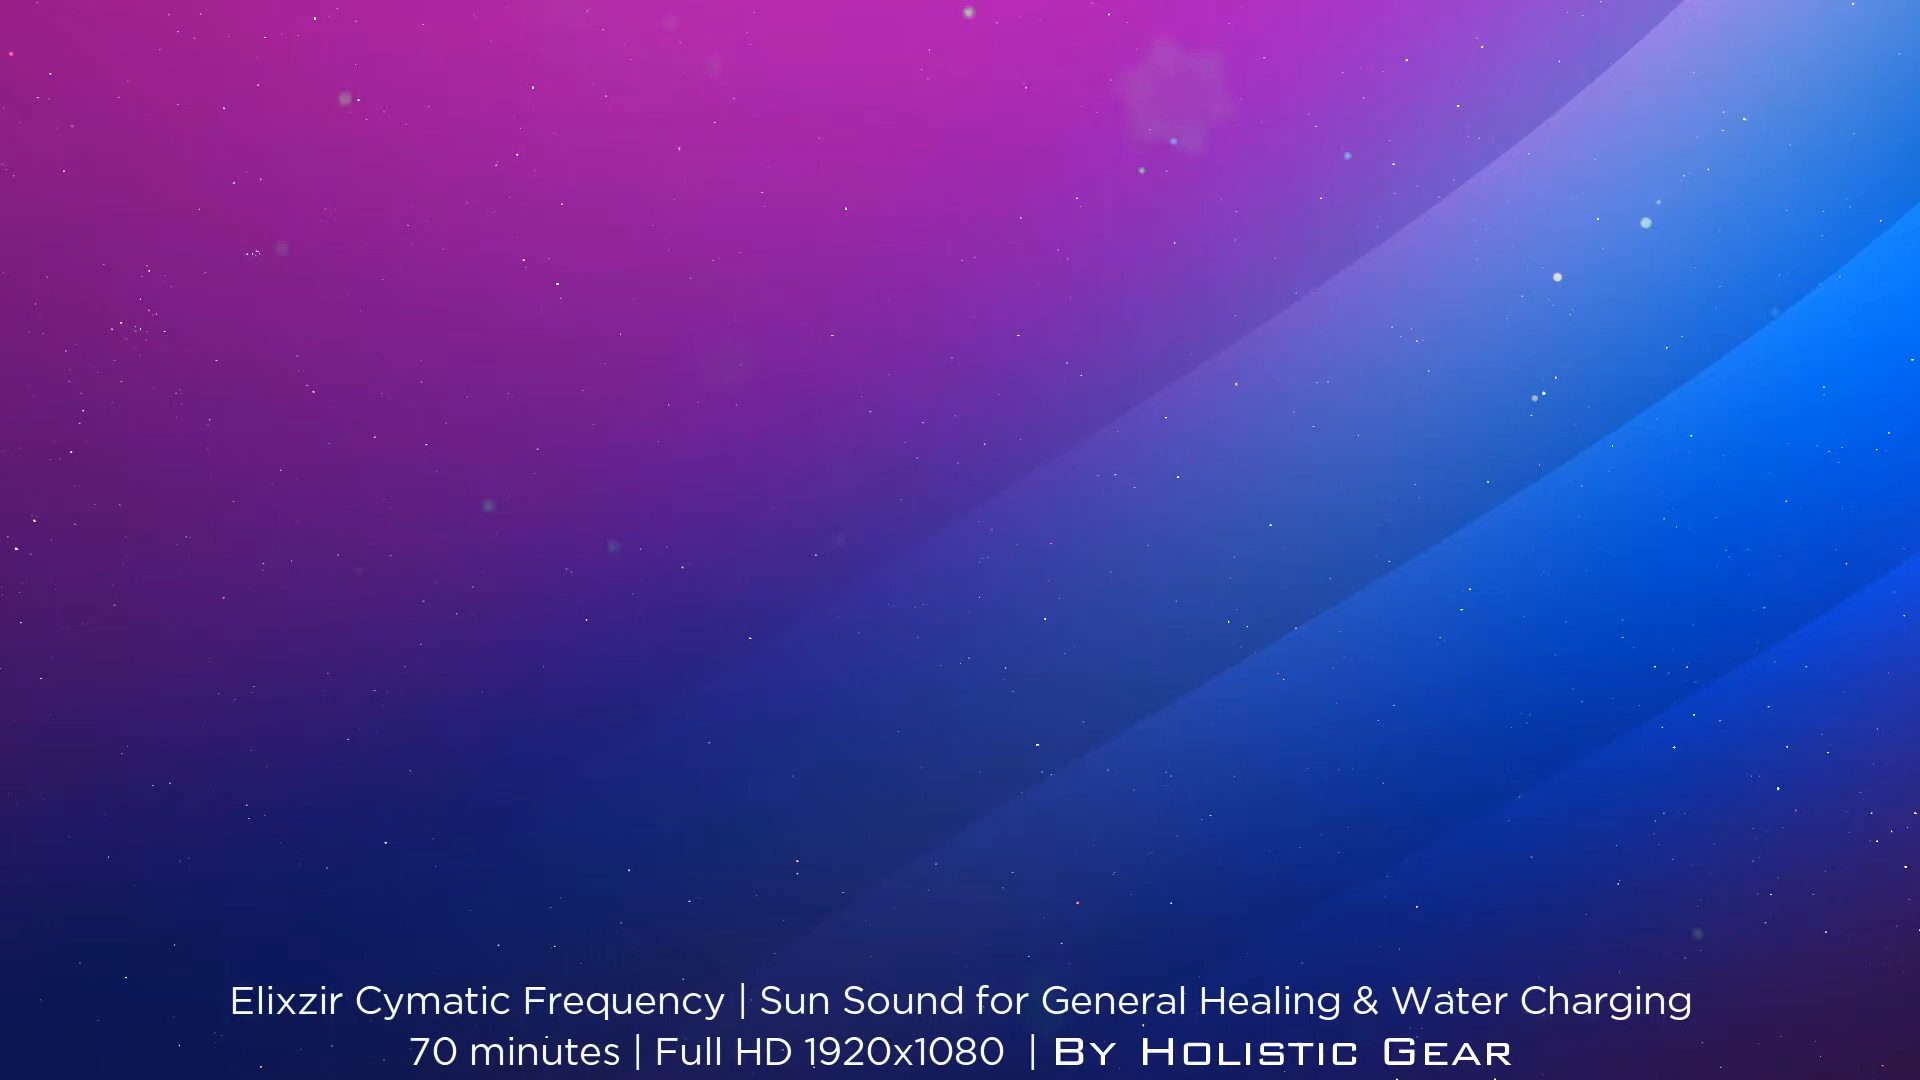 Elixzir Cymatic Frequency | Sun Sound for General Healing & Water Charging
70 minutes | Full HD 1920x1080 | By Holistic Gear